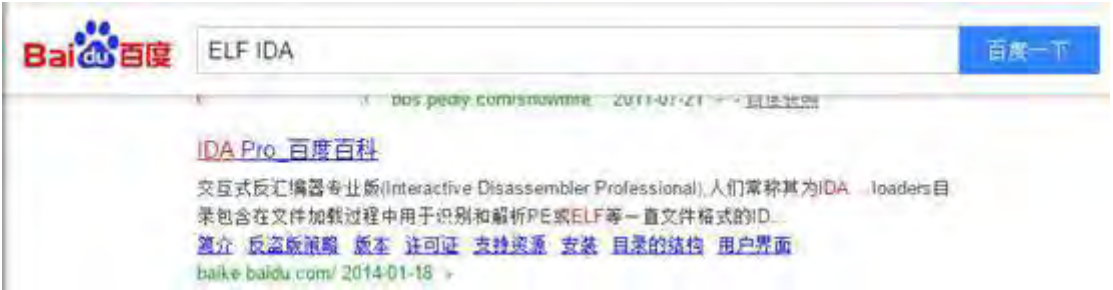 Bai du 百度
ELF IDA
百度一下
2011-07-21
IDA Pro_百度百科
交互式反汇编器专业版(Interactive Disassembler Professional),人们常称其为IDA... loaders目
录包含在文件加载过程中用于识别和解析PE或ELF等一直文件格式的ID...
简介 反盗版策略 版本 许可证 支持资源 安装 目录的结构 用户界面
baike.baidu.com/ 2014-01-18